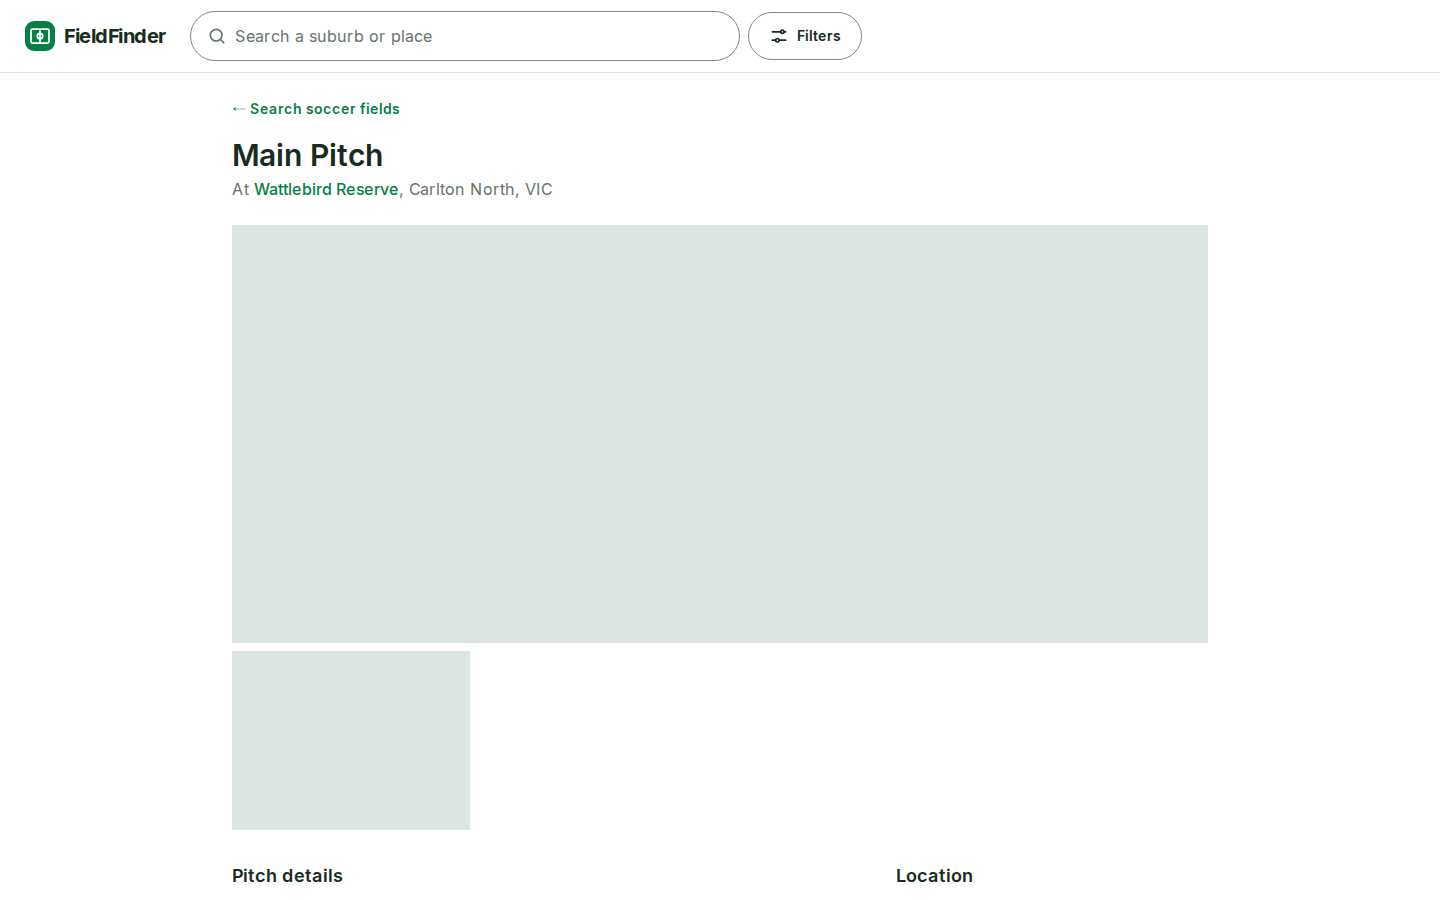 FieldFinder
Search a suburb or place
Filters
← Search soccer fields
Main Pitch
At Wattlebird Reserve, Carlton North, VIC
Pitch details
Location